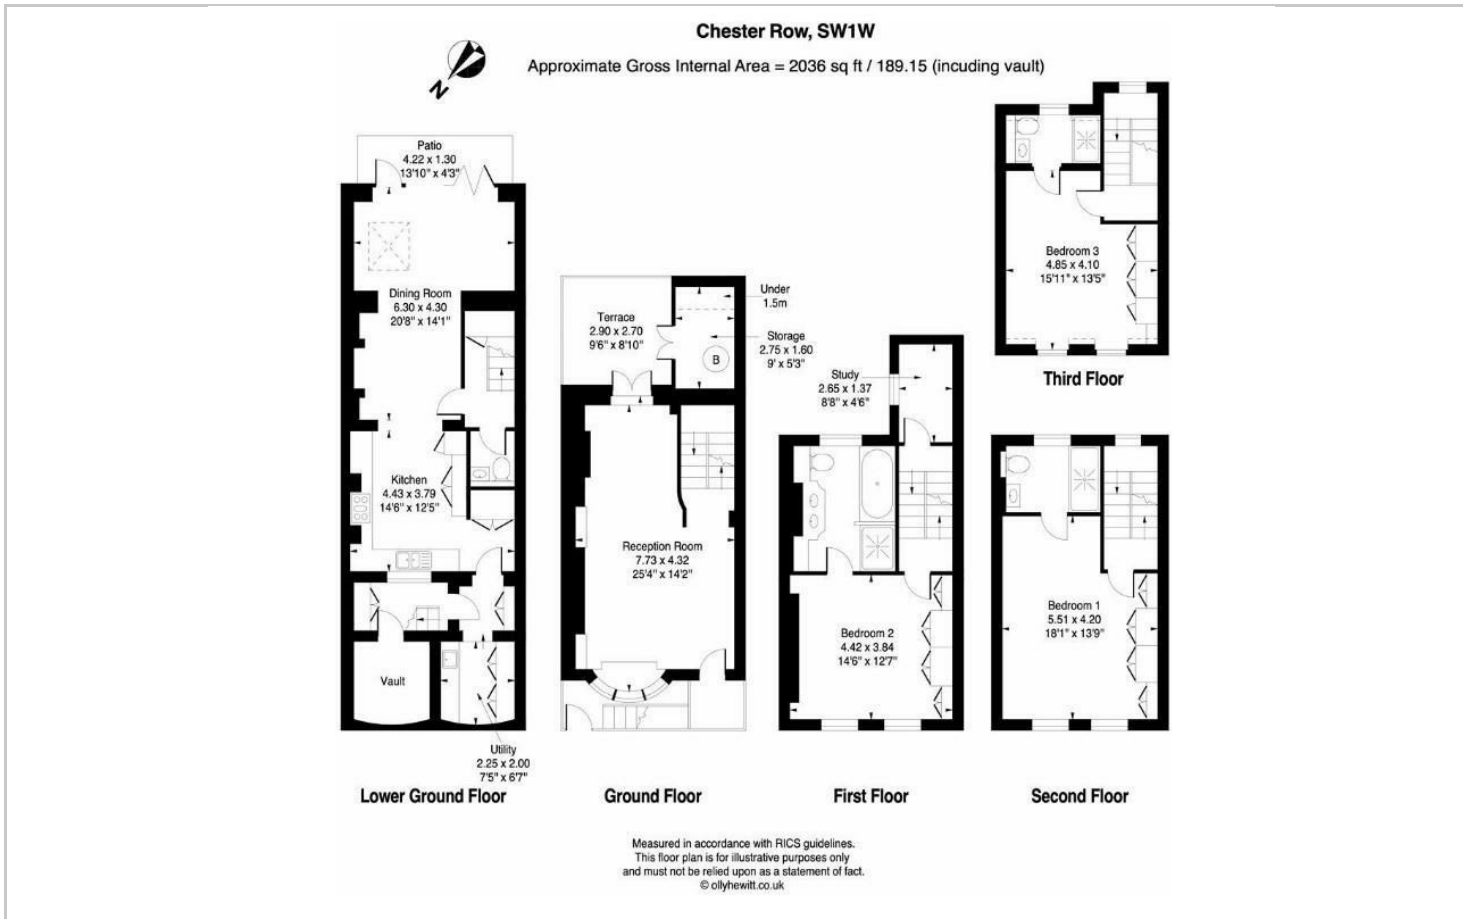 Chester Row, SW1W
Approximate Gross Internal Area = 2036 sq ft / 189.15 (incuding vault)
N
Patio
4.22 x 1.30
13'10" x 4'3"
Dining Room
6.30 x 4.30
20'8" x 14'1"
Kitchen
4.43 x 3.79
14'6" x 12'5"
Vault
Utility
2.25 x 2.00
7'5" x 6'7"
Lower Ground Floor
Terrace
2.90 x 2.70
9'6" x 8'10"
Under
1.5m
Storage
2.75 x 1.60
9' x 5'3"
B
Reception Room
7.73 x 4.32
25'4" x 14'2"
Ground Floor
Study
2.65 x 1.37
8'8" x 4'6"
Bedroom 2
4.42 x 3.84
14'6" x 12'7"
First Floor
Bedroom 3
4.85 x 4.10
15'11" x 13'5"
Third Floor
Bedroom 1
5.51 x 4.20
18'1" x 13'9"
Second Floor
Measured in accordance with RICS guidelines.
This floor plan is for illustrative purposes only
and must not be relied upon as a statement of fact.
© ollyhewitt.co.uk